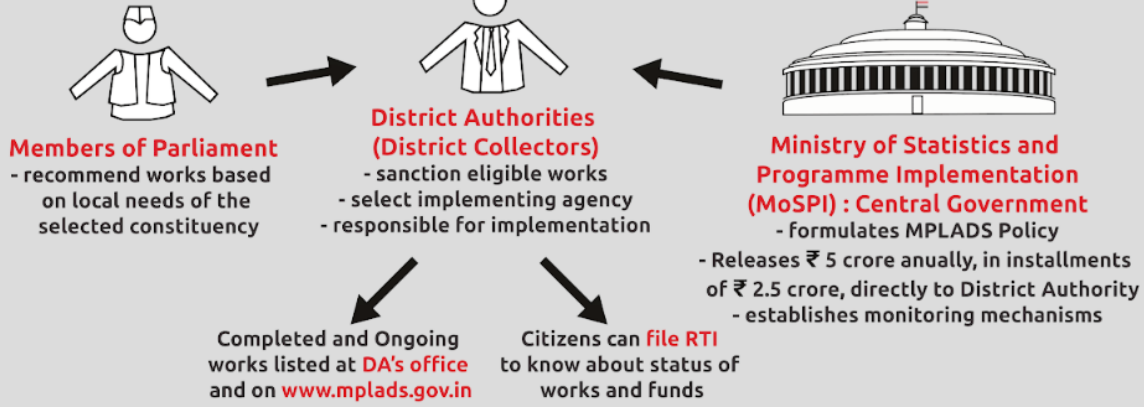 Members of Parliament
- recommend works based
on local needs of the
selected constituency
District Authorities
(District Collectors)
- sanction eligible works
- select implementing agency
- responsible for implementation
Ministry of Statistics and
Programme Implementation
(MoSPI) : Central Government
- formulates MPLADS Policy
- Releases ₹ 5 crore anually, in installments
of ₹ 2.5 crore, directly to District Authority
- establishes monitoring mechanisms
Completed and Ongoing
works listed at DA's office
and on www.mplads.gov.in
Citizens can file RTI
to know about status of
works and funds